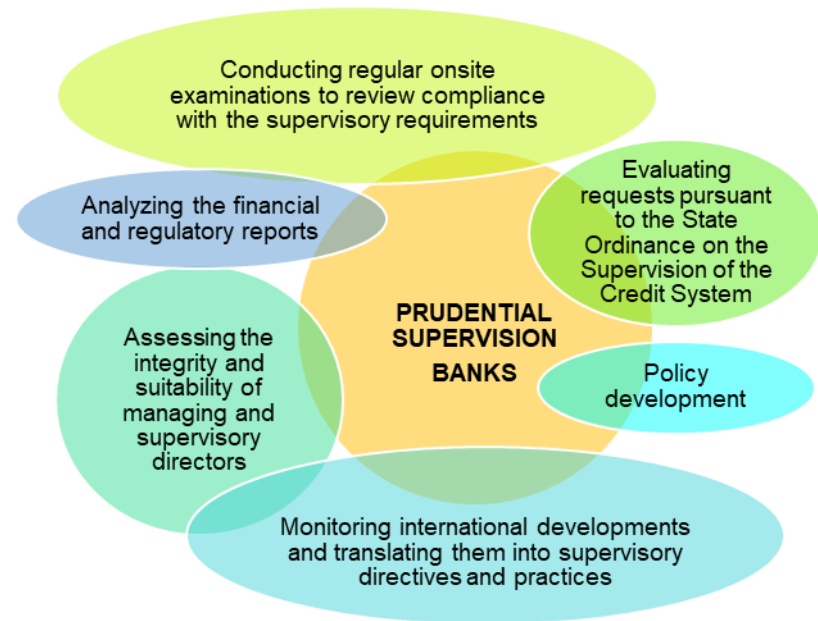 Conducting regular onsite
examinations to review compliance
with the supervisory requirements
Evaluating
requests pursuant
to the State
Ordinance on the
Supervision of the
Credit System
Analyzing the financial
and regulatory reports
PRUDENTIAL
SUPERVISION
BANKS
Assessing the
integrity and
suitability of
managing and
supervisory
directors
Policy
development
Monitoring international developments
and translating them into supervisory
directives and practices